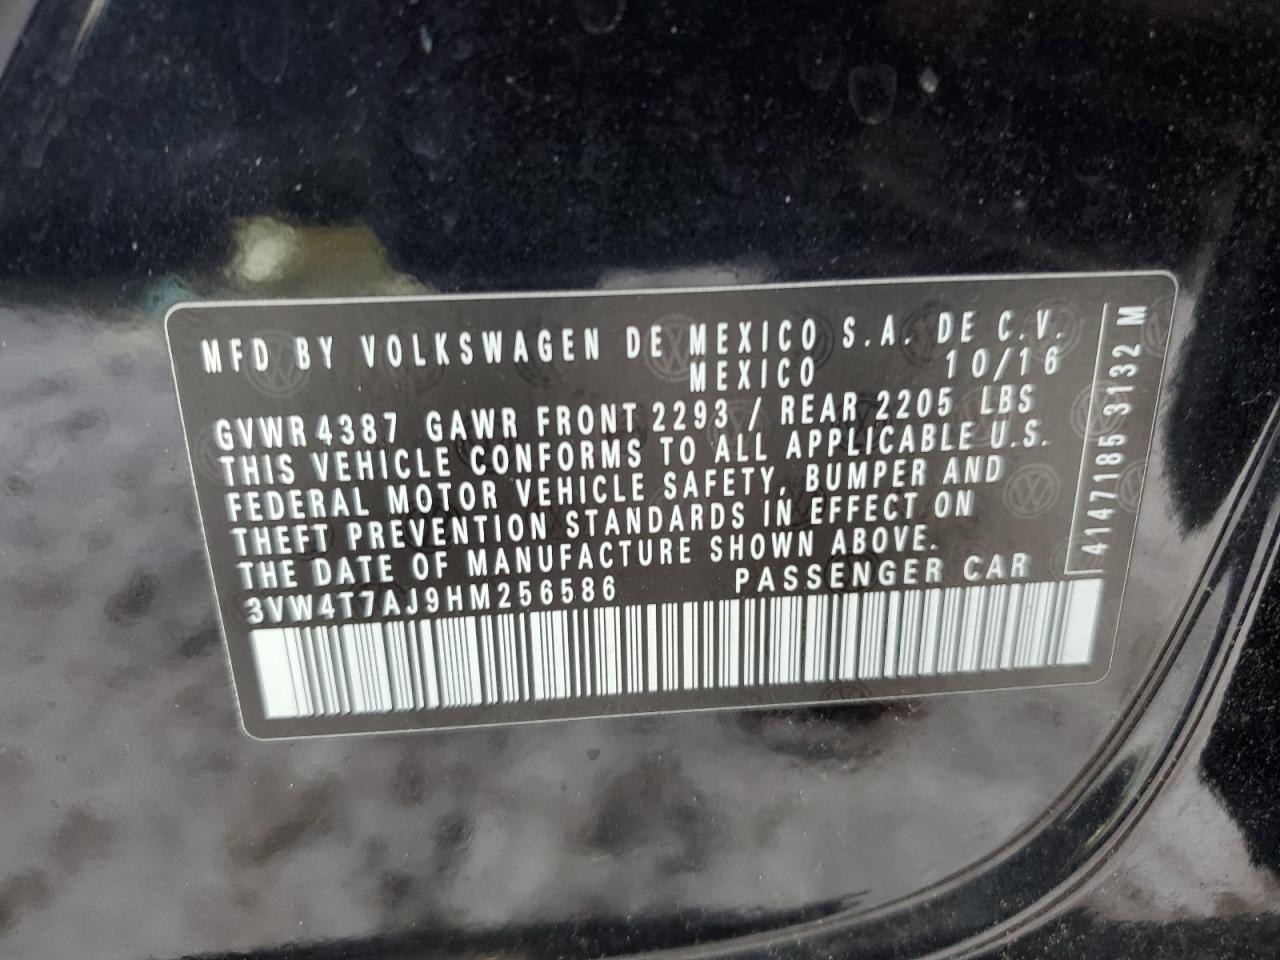 MFD BY VOLKSWAGEN DE MEXICO S.A. DE C.V.
MEXICO 10/16
GVWR 4387 GAWR FRONT 2293 / REAR 2205 LBS
THIS VEHICLE CONFORMS TO ALL APPLICABLE U.S.
FEDERAL MOTOR VEHICLE SAFETY, BUMPER AND
THEFT PREVENTION STANDARDS IN EFFECT ON
THE DATE OF MANUFACTURE SHOWN ABOVE.
3VW4T7AJ9HM256586 PASSENGER CAR
4147185 3132 M